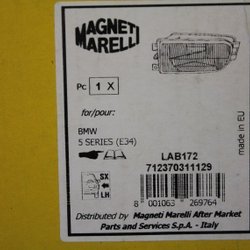 MAGNETI
MARELLI
Pc 1 X
for/pour:
BMW
5 SERIES (E34)
LAB172
712370311129
SX
LH
8 001063 269764
made in EU
Distributed by Magneti Marelli After Market
Parts and Services S.p.A. - Italy